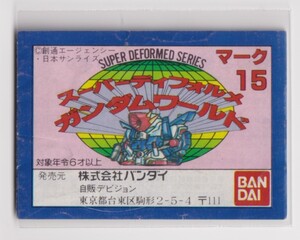 ©創通エージェンシー
・日本サンライズ
SUPER DEFORMED SERIES
マーク
15
スーパーディフォルメ
ガンダムワールド
対象年令6才以上
発売元 株式会社バンダイ
自販デビジョン
東京都台東区駒形2-5-4 〒111
BAN
DAI